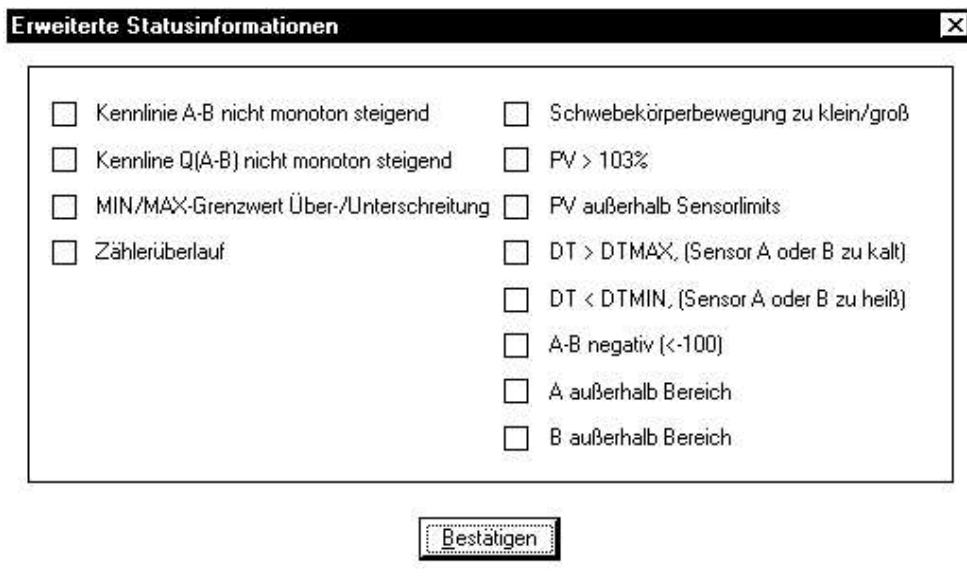 Erweiterte Statusinformationen
Kennlinie A-B nicht monoton steigend
Kennline Q(A-B) nicht monoton steigend
MIN/MAX-Grenzwert Über-/Unterschreitung
Zählerüberlauf
Schwebekörperbewegung zu klein/groß
PV > 103%
PV außerhalb Sensorlimits
DT > DTMAX, (Sensor A oder B zu kalt)
DT < DTMIN, (Sensor A oder B zu heiß)
A-B negativ (<-100)
A außerhalb Bereich
B außerhalb Bereich
Bestätigen